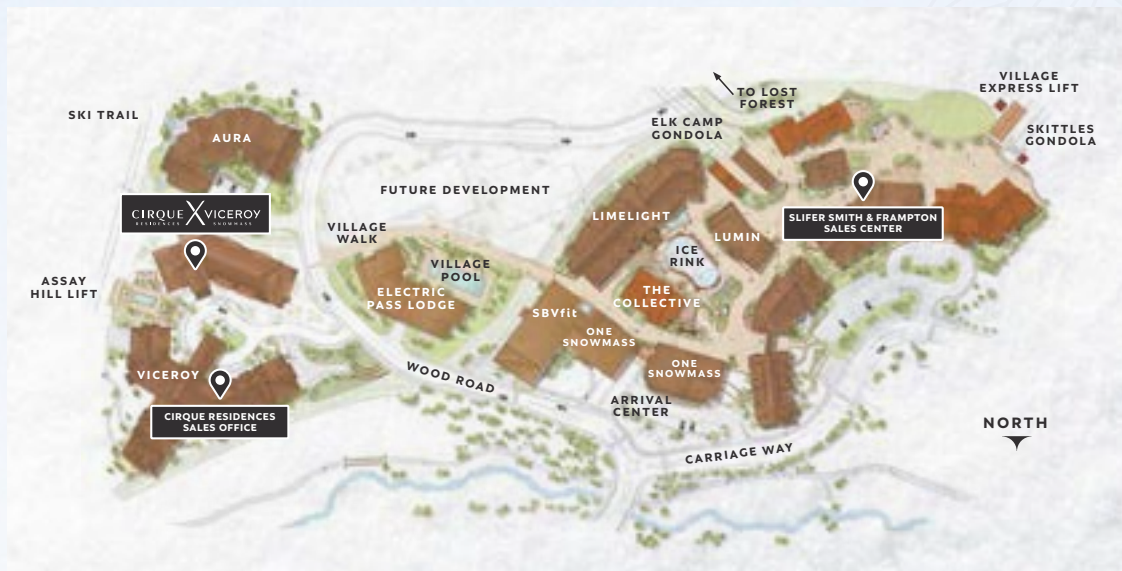 SKI TRAIL
AURA
CIRQUE X VICEROY
RESIDENCES SNOWMASS
ASSAY
HILL LIFT
VICEROY
CIRQUE RESIDENCES
SALES OFFICE
FUTURE DEVELOPMENT
VILLAGE
WALK
VILLAGE
POOL
ELECTRIC
PASS LODGE
WOOD ROAD
SBVfit
ONE
SNOWMASS
ONE
SNOWMASS
ARRIVAL
CENTER
CARRIAGE WAY
LIMELIGHT
LUMIN
ICE
RINK
THE
COLLECTIVE
ELK CAMP
GONDOLA
TO LOST
FOREST
VILLAGE
EXPRESS LIFT
SKITTLES
GONDOLA
SLIFER SMITH & FRAMPTON
SALES CENTER
NORTH